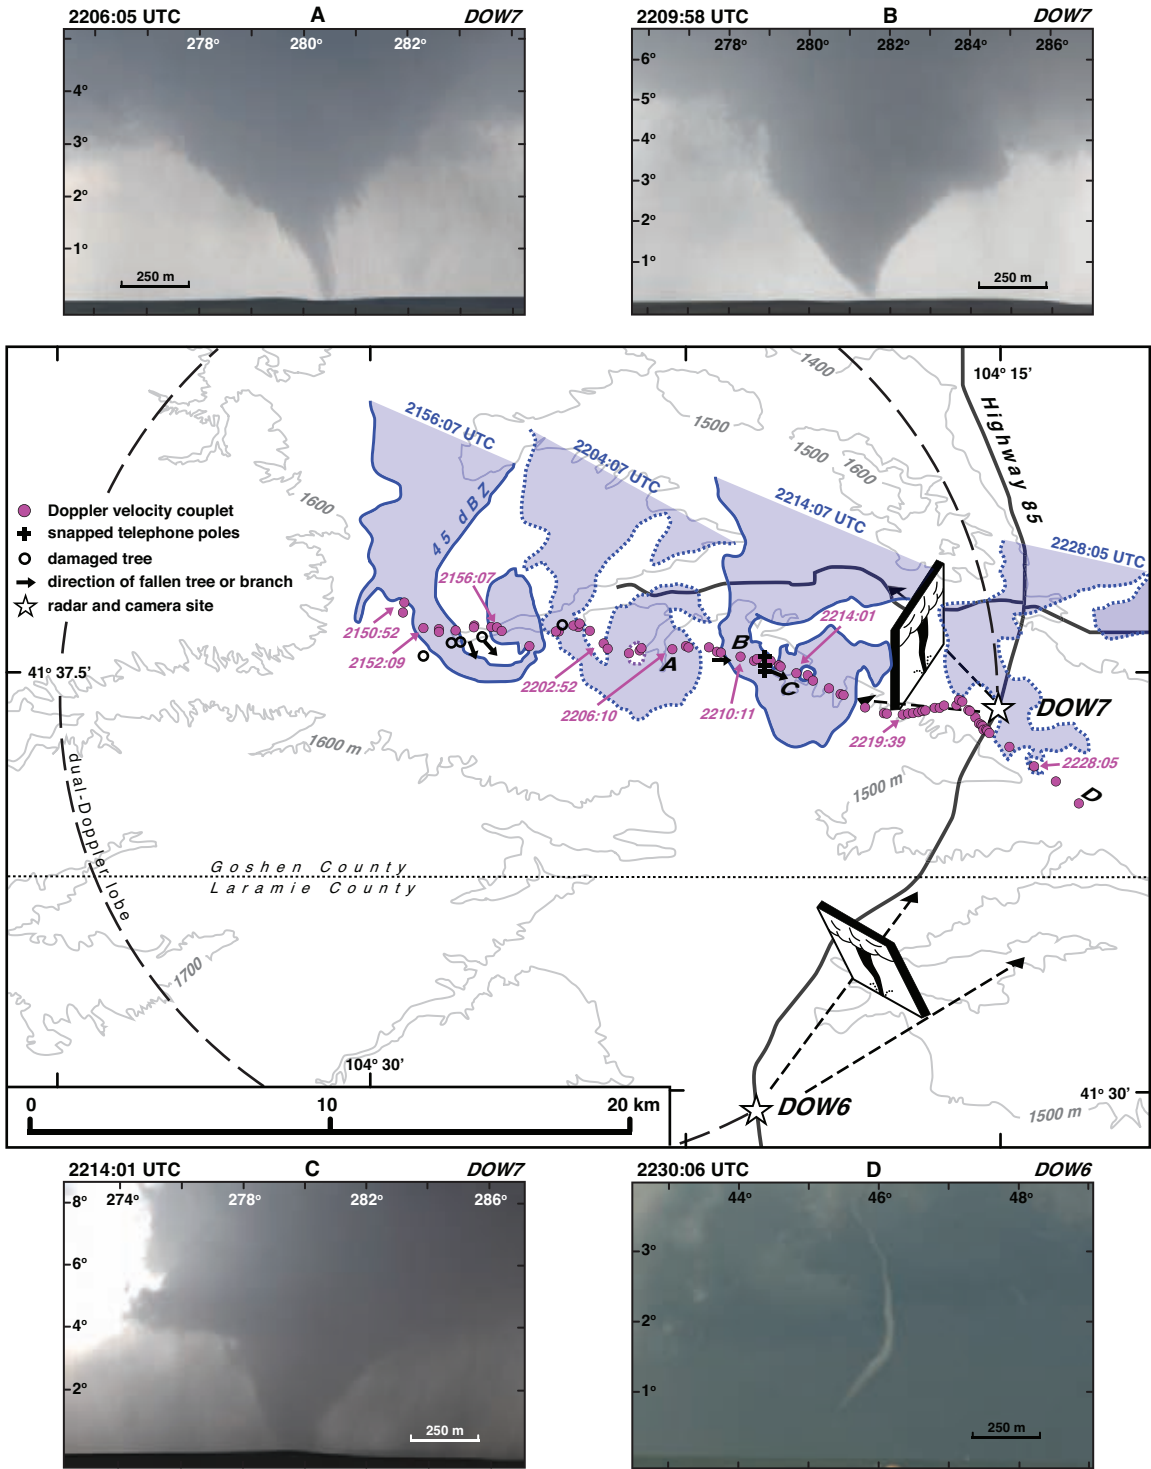 2206:05 UTC A DOW7
278° 280° 282°
4°
3°
2°
1°
250 m
2209:58 UTC B DOW7
278° 280° 282° 284° 286°
6°
5°
4°
3°
2°
1°
250 m
1400
104° 15'
Highway 85
2156:07 UTC
1500
2204:07 UTC
1500
1600
2214:07 UTC
45 dBZ
1600
2228:05 UTC
Doppler velocity couplet
snapped telephone poles
damaged tree
direction of fallen tree or branch
radar and camera site
2156:07
2150:52
2152:09
2214:01
B
A
C
41° 37.5'
2202:52
2206:10
2210:11
2219:39
DOW7
2228:05
D
1600 m
1500 m
dual-Doppler lobe
Goshen County
Laramie County
1700
104° 30'
41° 30'
0 10 20 km
DOW6
1500 m
2214:01 UTC C DOW7
274° 278° 282° 286°
8°
6°
4°
2°
250 m
2230:06 UTC D DOW6
44° 46° 48°
3°
2°
1°
250 m